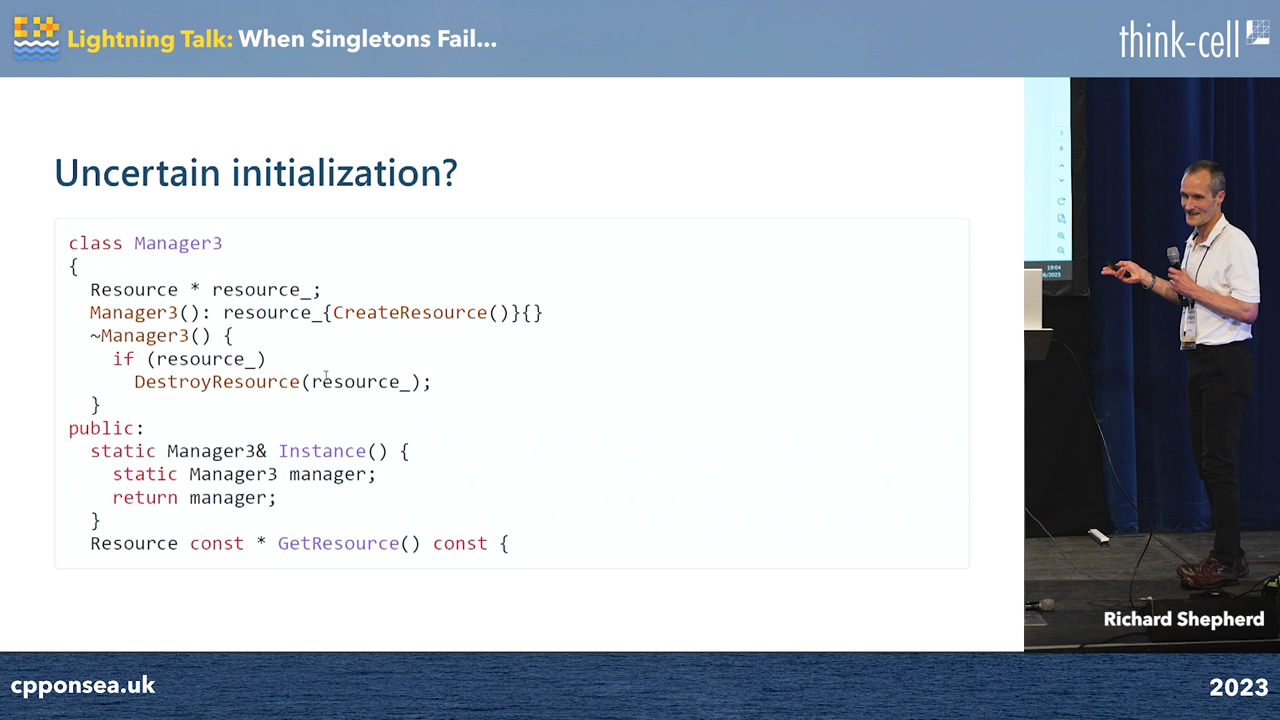 Lightning Talk: When Singletons Fail...
think-cell
Uncertain initialization?
class Manager3
{
  Resource * resource_;
  Manager3(): resource_{CreateResource()}{}
  ~Manager3() {
    if (resource_)
      DestroyResource(resource_);
  }
public:
  static Manager3& Instance() {
    static Manager3 manager;
    return manager;
  }
  Resource const * GetResource() const {
19:04
Richard Shepherd
cpponsea.uk
2023